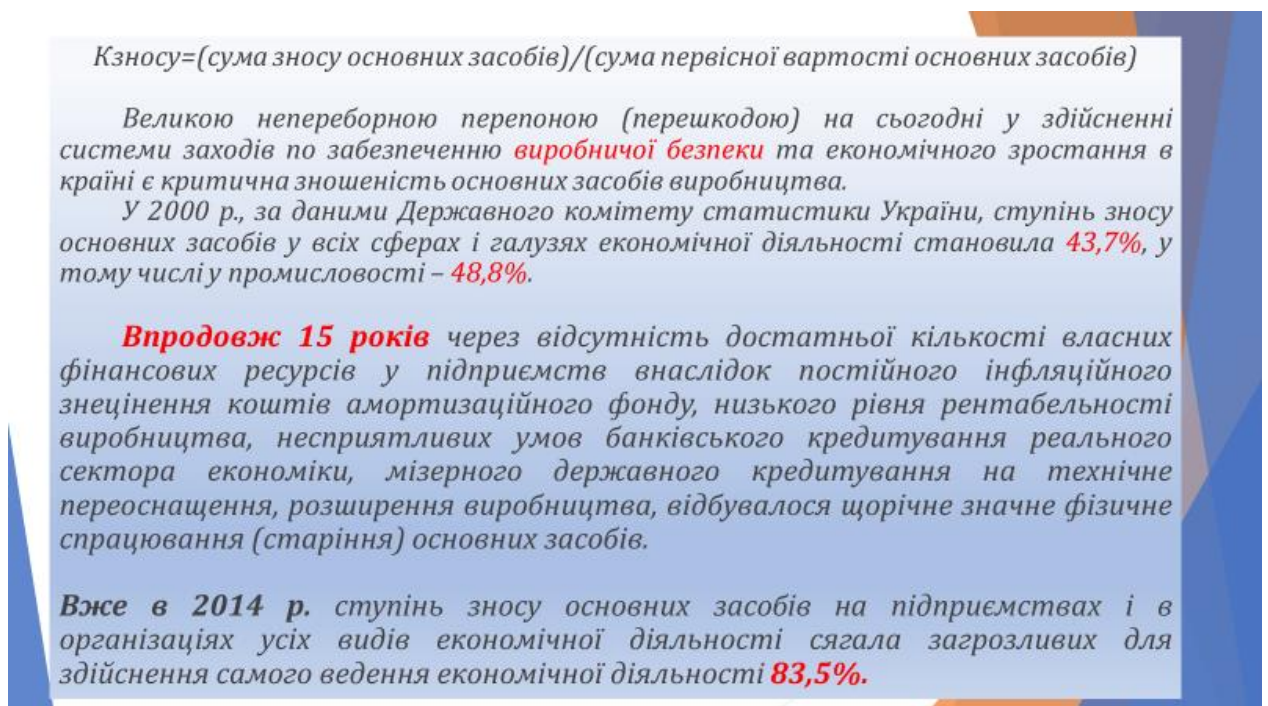 Кзносу=(сума зносу основних засобів)/(сума первісної вартості основних засобів)
Великою непереборною перепоною (перешкодою) на сьогодні у здійсненні
системи заходів по забезпеченню виробничої безпеки та економічного зростання в
країні є критична зношеність основних засобів виробництва.
У 2000 р., за даними Державного комітету статистики України, ступінь зносу
основних засобів у всіх сферах і галузях економічної діяльності становила 43,7%, у
тому числі у промисловості – 48,8%.
Впродовж 15 років через відсутність достатньої кількості власних
фінансових ресурсів у підприємств внаслідок постійного інфляційного
знецінення коштів амортизаційного фонду, низького рівня рентабельності
виробництва, несприятливих умов банківського кредитування реального
сектора економіки, мізерного державного кредитування на технічне
переоснащення, розширення виробництва, відбувалося щорічне значне фізичне
спрацювання (старіння) основних засобів.
Вже в 2014 р. ступінь зносу основних засобів на підприємствах і в
організаціях усіх видів економічної діяльності сягала загрозливих для
здійснення самого ведення економічної діяльності 83,5%.